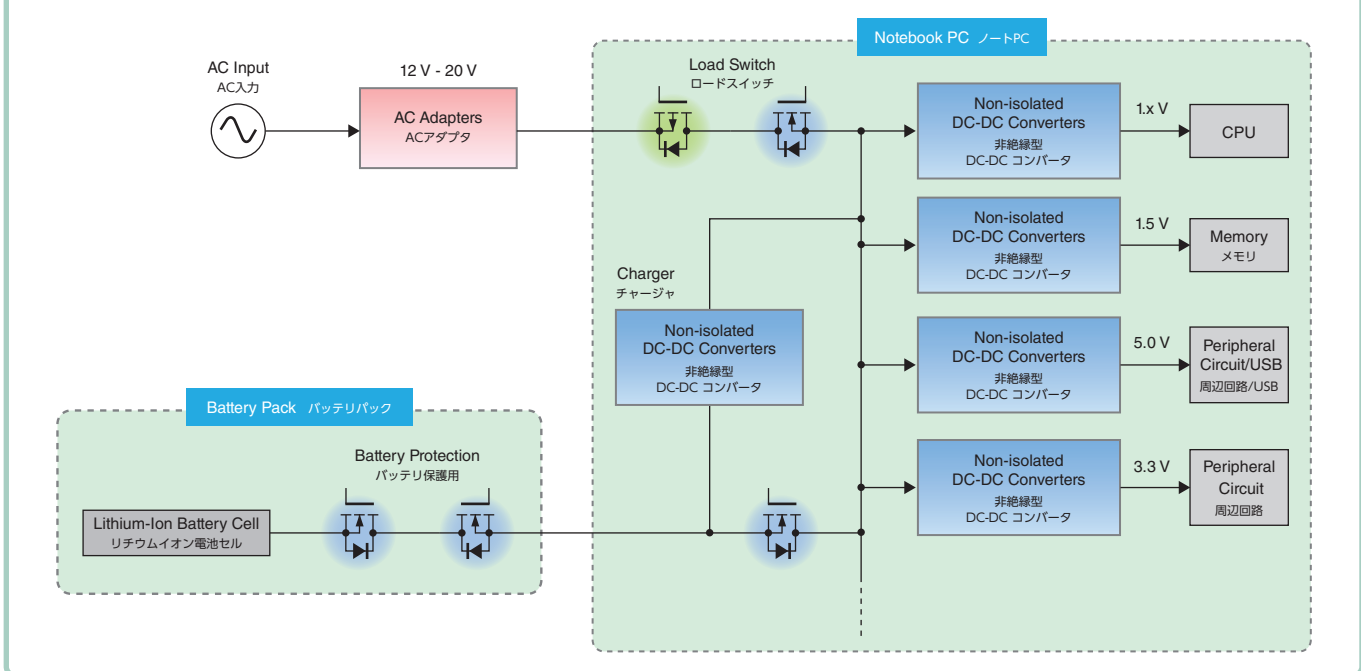 Notebook PC ノートPC
AC Input
AC入力
12 V - 20 V
AC Adapters
ACアダプタ
Load Switch
ロードスイッチ
Non-isolated
DC-DC Converters
非絶縁型
DC-DC コンバータ
1.x V
CPU
Non-isolated
DC-DC Converters
非絶縁型
DC-DC コンバータ
1.5 V
Memory
メモリ
Charger
チャージャ
Non-isolated
DC-DC Converters
非絶縁型
DC-DC コンバータ
Non-isolated
DC-DC Converters
非絶縁型
DC-DC コンバータ
5.0 V
Peripheral
Circuit/USB
周辺回路/USB
Battery Pack バッテリパック
Battery Protection
バッテリ保護用
Lithium-Ion Battery Cell
リチウムイオン電池セル
Non-isolated
DC-DC Converters
非絶縁型
DC-DC コンバータ
3.3 V
Peripheral
Circuit
周辺回路